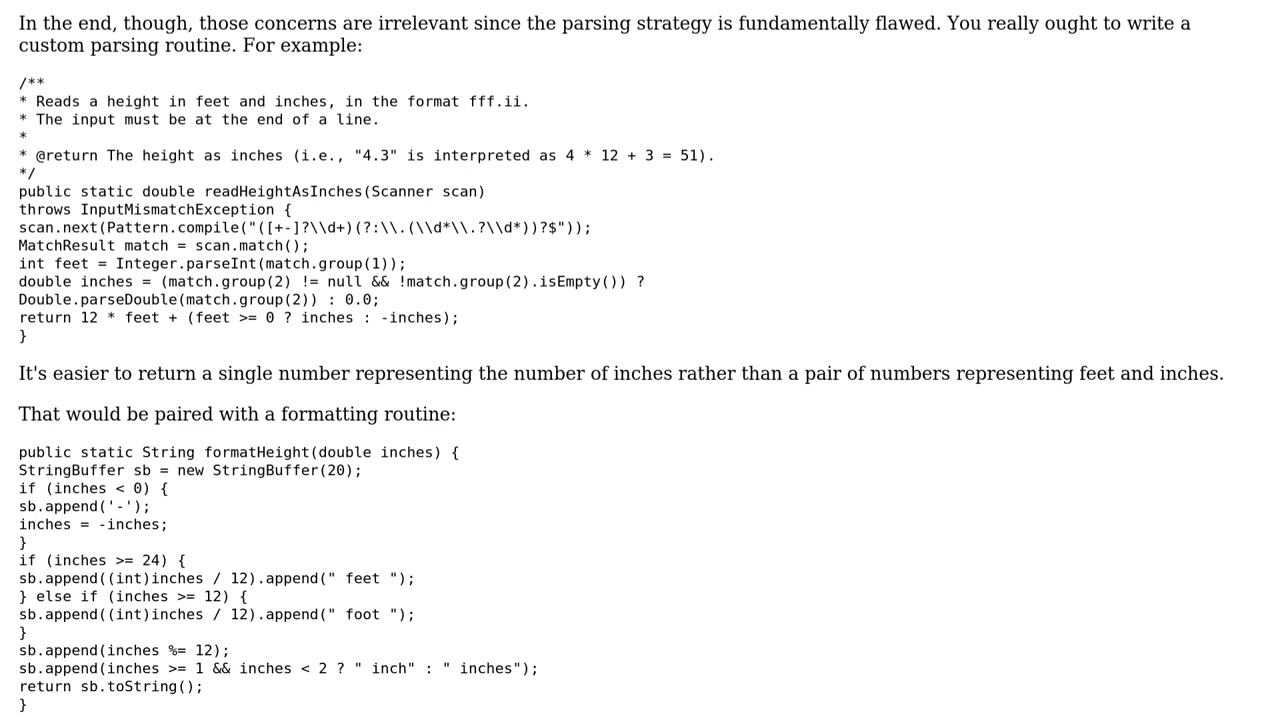 In the end, though, those concerns are irrelevant since the parsing strategy is fundamentally flawed. You really ought to write a
custom parsing routine. For example:
/**
* Reads a height in feet and inches, in the format fff.ii.
* The input must be at the end of a line.
*
* @return The height as inches (i.e., "4.3" is interpreted as 4 * 12 + 3 = 51).
*/
public static double readHeightAsInches(Scanner scan)
throws InputMismatchException {
scan.next(Pattern.compile("([+-]?\\d+)(?:\\.(\\d*\\.?\\d*))?$"));
MatchResult match = scan.match();
int feet = Integer.parseInt(match.group(1));
double inches = (match.group(2) != null && !match.group(2).isEmpty()) ?
Double.parseDouble(match.group(2)) : 0.0;
return 12 * feet + (feet >= 0 ? inches : -inches);
}
It's easier to return a single number representing the number of inches rather than a pair of numbers representing feet and inches.
That would be paired with a formatting routine:
public static String formatHeight(double inches) {
StringBuffer sb = new StringBuffer(20);
if (inches < 0) {
sb.append('-');
inches = -inches;
}
if (inches >= 24) {
sb.append((int)inches / 12).append(" feet ");
} else if (inches >= 12) {
sb.append((int)inches / 12).append(" foot ");
}
sb.append(inches %= 12);
sb.append(inches >= 1 && inches < 2 ? " inch" : " inches");
return sb.toString();
}